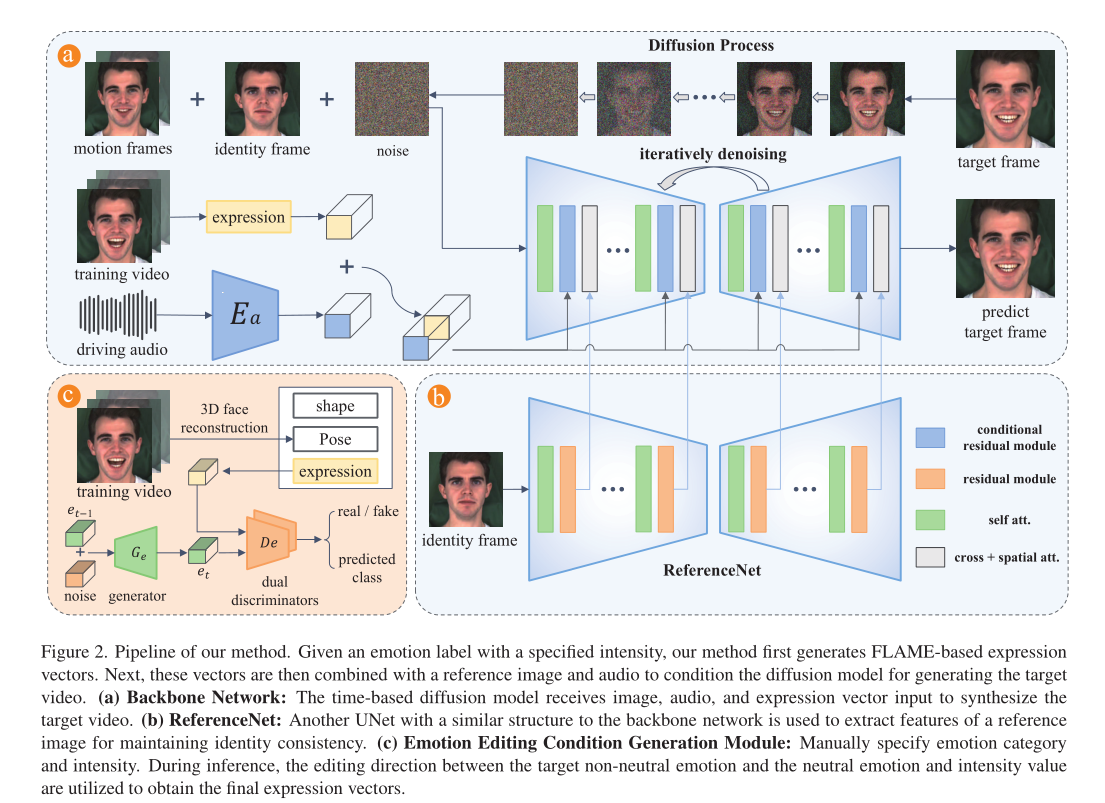 a
Diffusion Process
motion frames
identity frame
noise
target frame
iteratively denoising
training video
expression
driving audio
Eₐ
predict
target frame
c
training video
3D face
reconstruction
shape
Pose
expression
eₜ₋₁
noise
Gₑ
generator
eₜ
De
dual
discriminators
real / fake
predicted
class
b
identity frame
ReferenceNet
conditional
residual module
residual module
self att.
cross + spatial att.
Figure 2. Pipeline of our method. Given an emotion label with a specified intensity, our method first generates FLAME-based expression
vectors. Next, these vectors are then combined with a reference image and audio to condition the diffusion model for generating the target
video. (a) Backbone Network: The time-based diffusion model receives image, audio, and expression vector input to synthesize the
target video. (b) ReferenceNet: Another UNet with a similar structure to the backbone network is used to extract features of a reference
image for maintaining identity consistency. (c) Emotion Editing Condition Generation Module: Manually specify emotion category
and intensity. During inference, the editing direction between the target non-neutral emotion and the neutral emotion and intensity value
are utilized to obtain the final expression vectors.